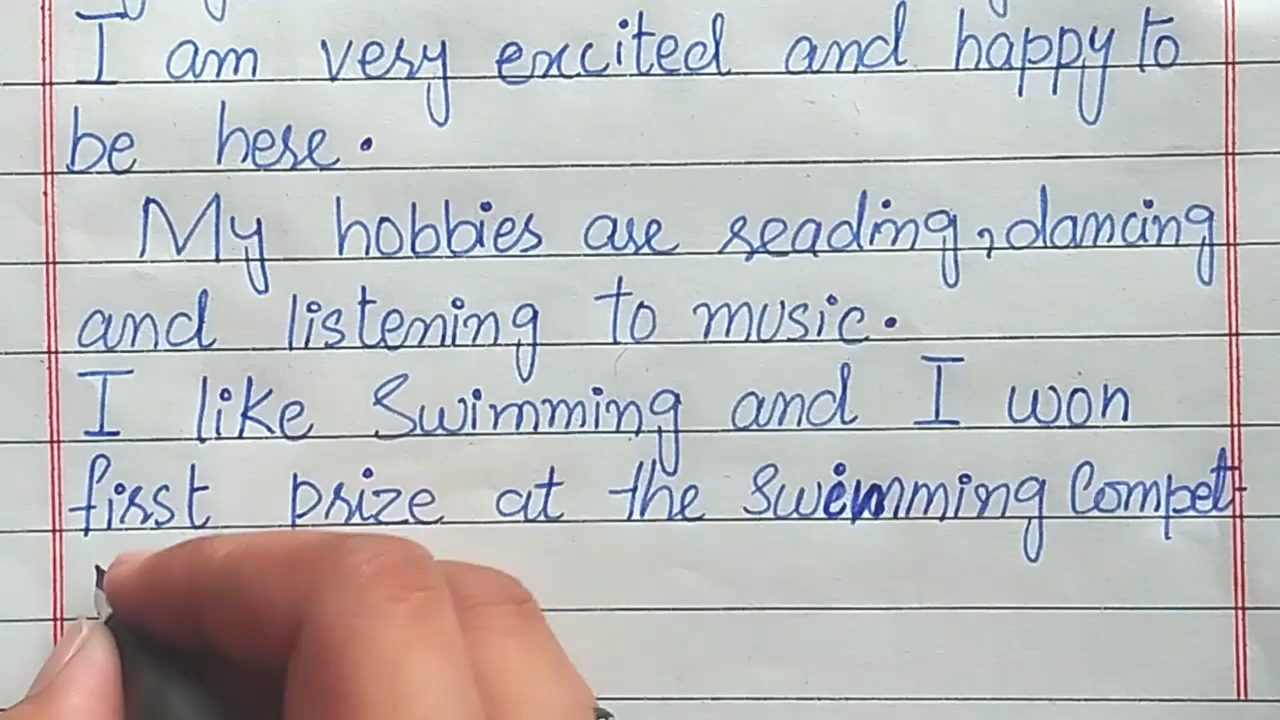 I am very excited and happy to
be here.
My hobbies are reading, dancing
and listening to music.
I like Swimming and I won
first prize at the swimming Compet-